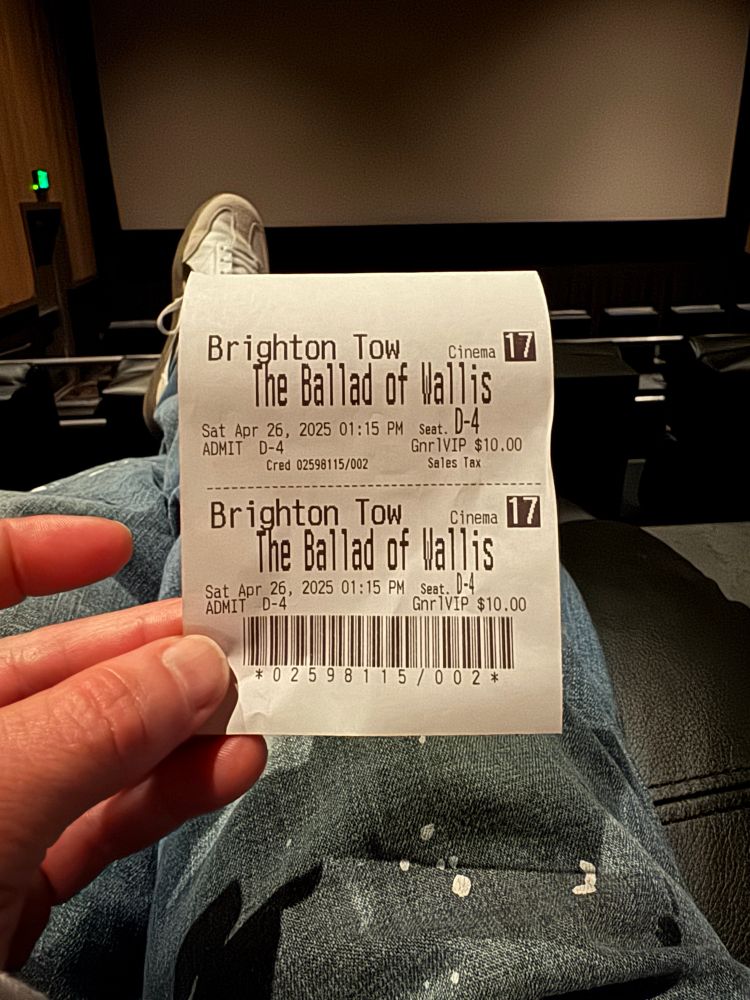 Brighton Tow Cinema 17
The Ballad of Wallis
Sat Apr 26, 2025 01:15 PM Seat. D-4
ADMIT D-4 GnrlVIP $10.00
Cred 02598115/002 Sales Tax
Brighton Tow Cinema 17
The Ballad of Wallis
Sat Apr 26, 2025 01:15 PM Seat. D-4
ADMIT D-4 GnrlVIP $10.00
*02598115/002*